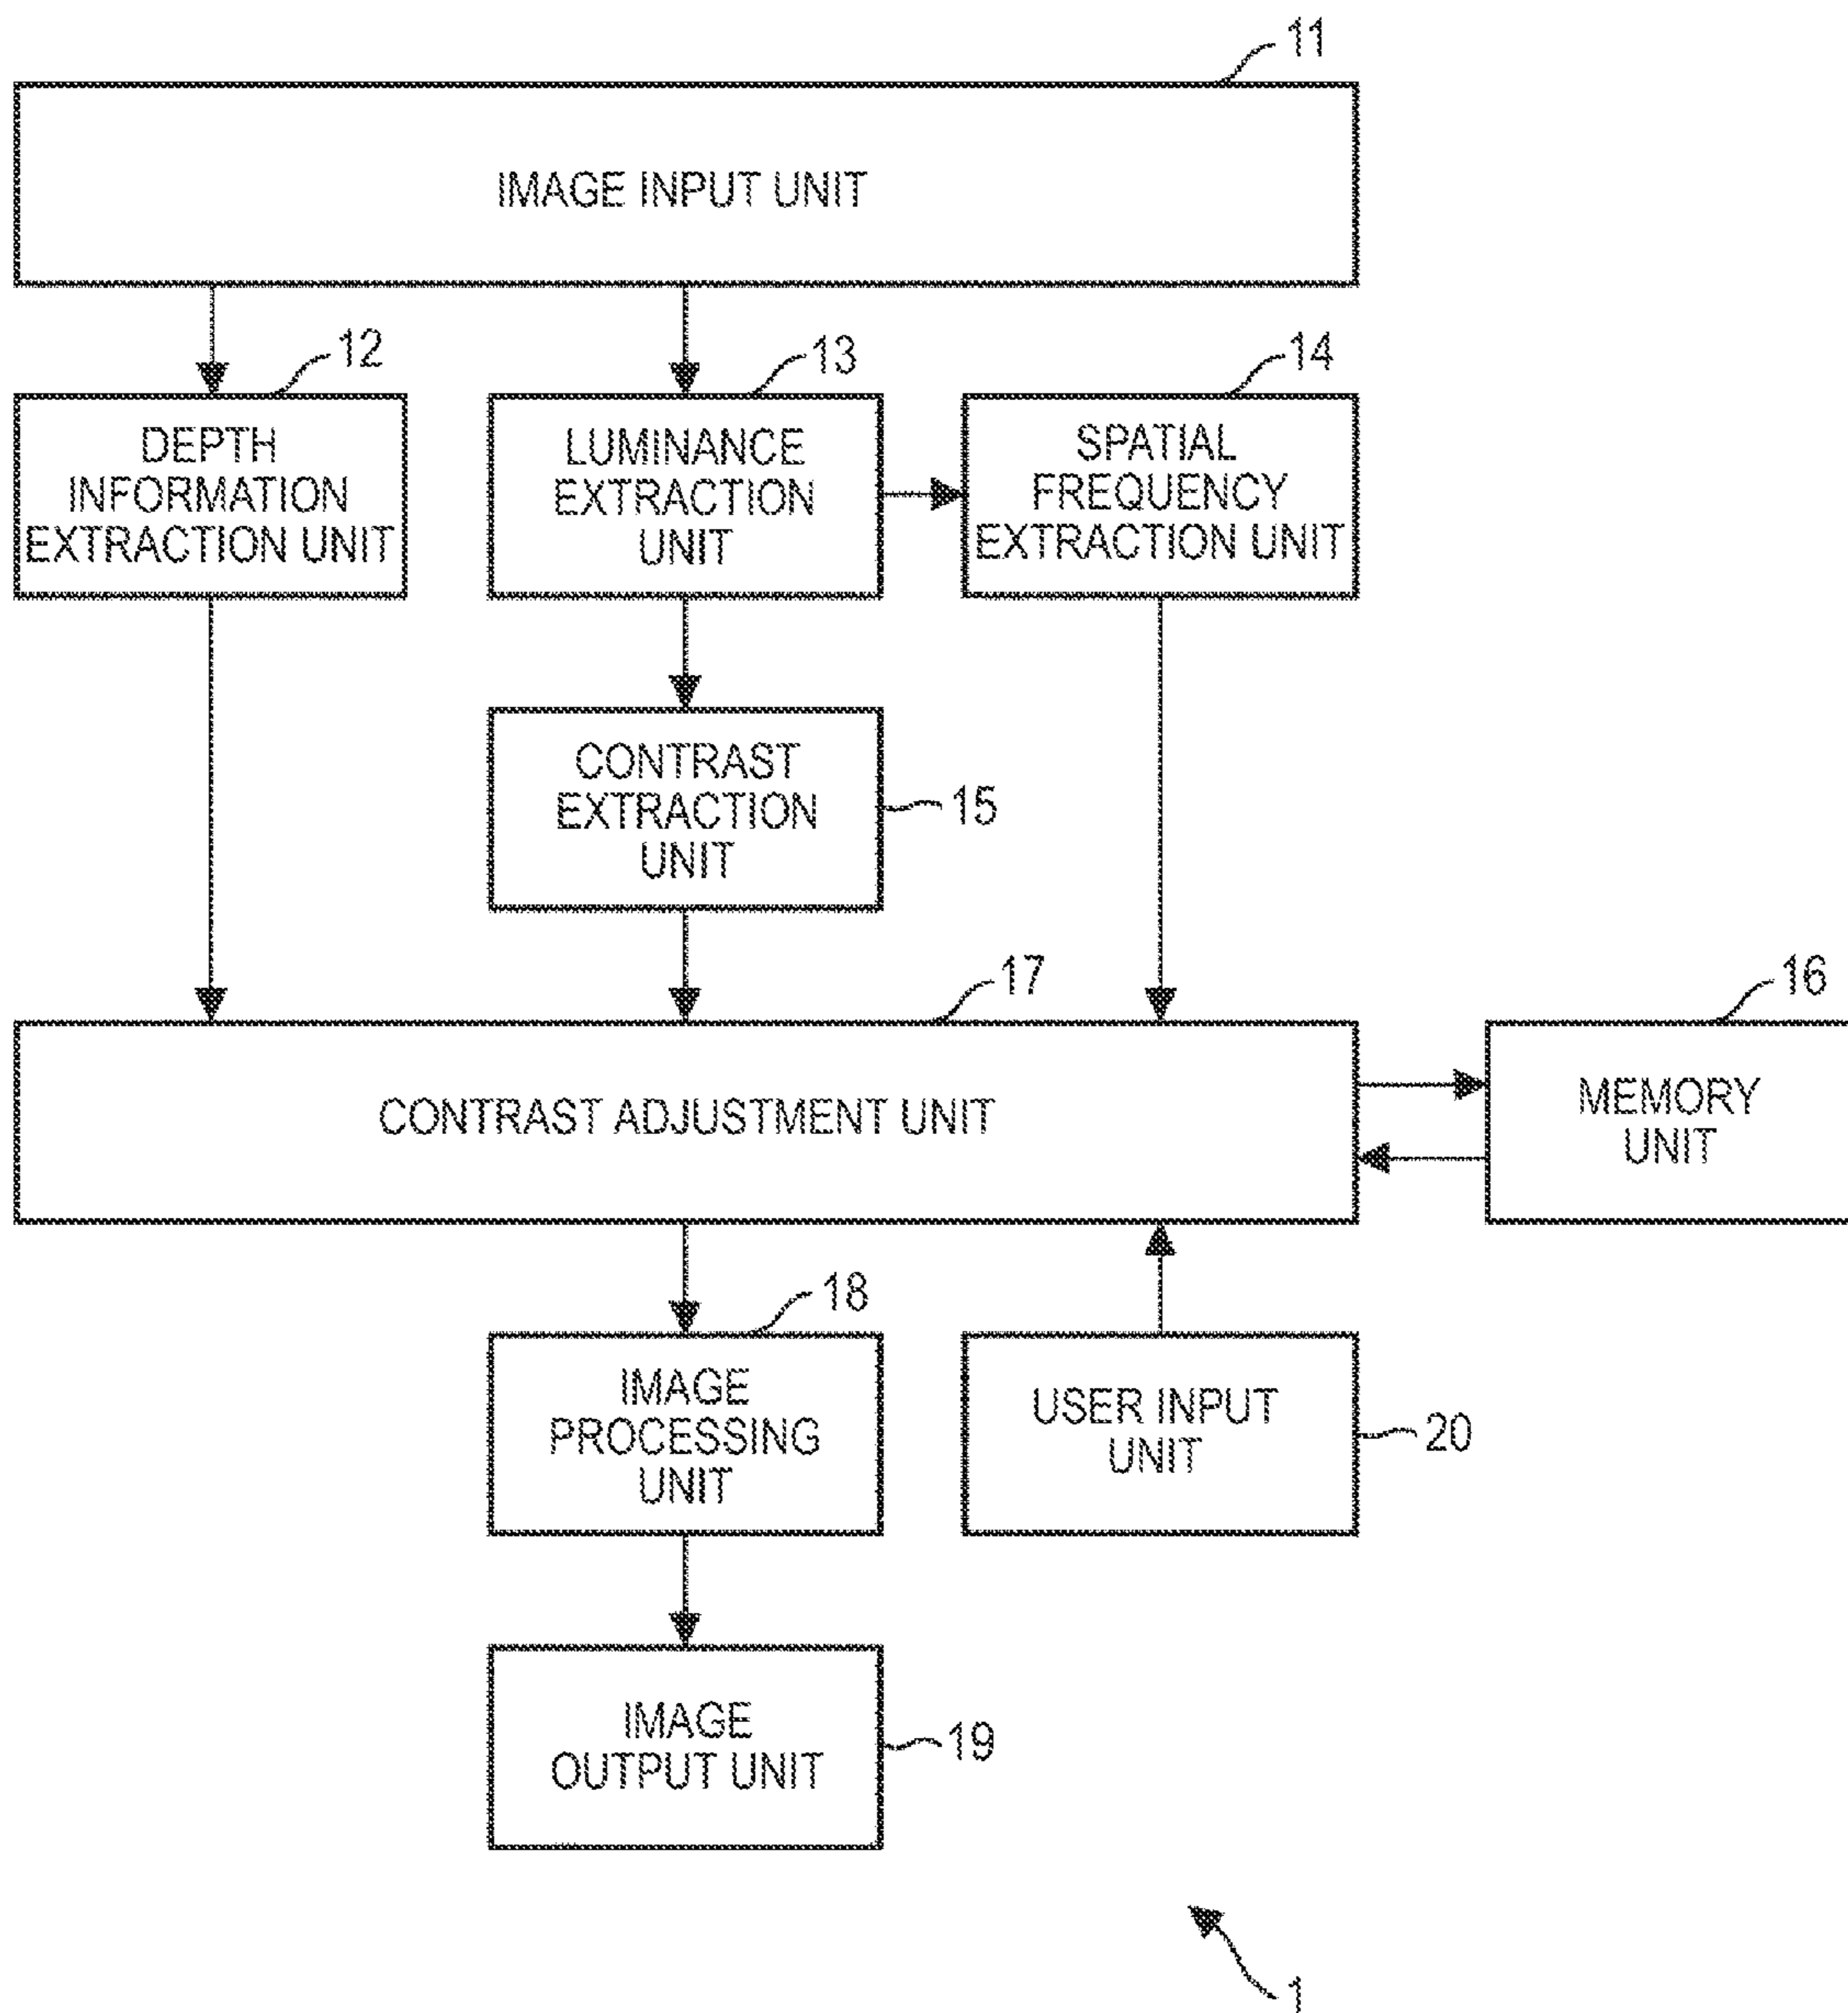 11
IMAGE INPUT UNIT
12
13
14
DEPTH
INFORMATION
EXTRACTION UNIT
LUMINANCE
EXTRACTION
UNIT
SPATIAL
FREQUENCY
EXTRACTION UNIT
CONTRAST
EXTRACTION
UNIT
15
17
16
CONTRAST ADJUSTMENT UNIT
MEMORY
UNIT
18
IMAGE
PROCESSING
UNIT
USER INPUT
UNIT
20
IMAGE
OUTPUT UNIT
19
1